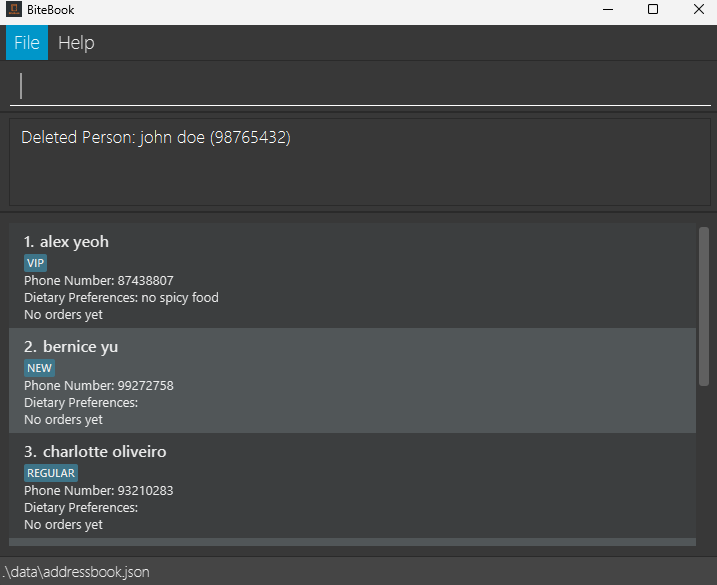 BiteBook
File Help
Deleted Person: john doe (98765432)
1. alex yeoh
VIP
Phone Number: 87438807
Dietary Preferences: no spicy food
No orders yet
2. bernice yu
NEW
Phone Number: 99272758
Dietary Preferences:
No orders yet
3. charlotte oliveiro
REGULAR
Phone Number: 93210283
Dietary Preferences:
No orders yet
.\data\addressbook.json